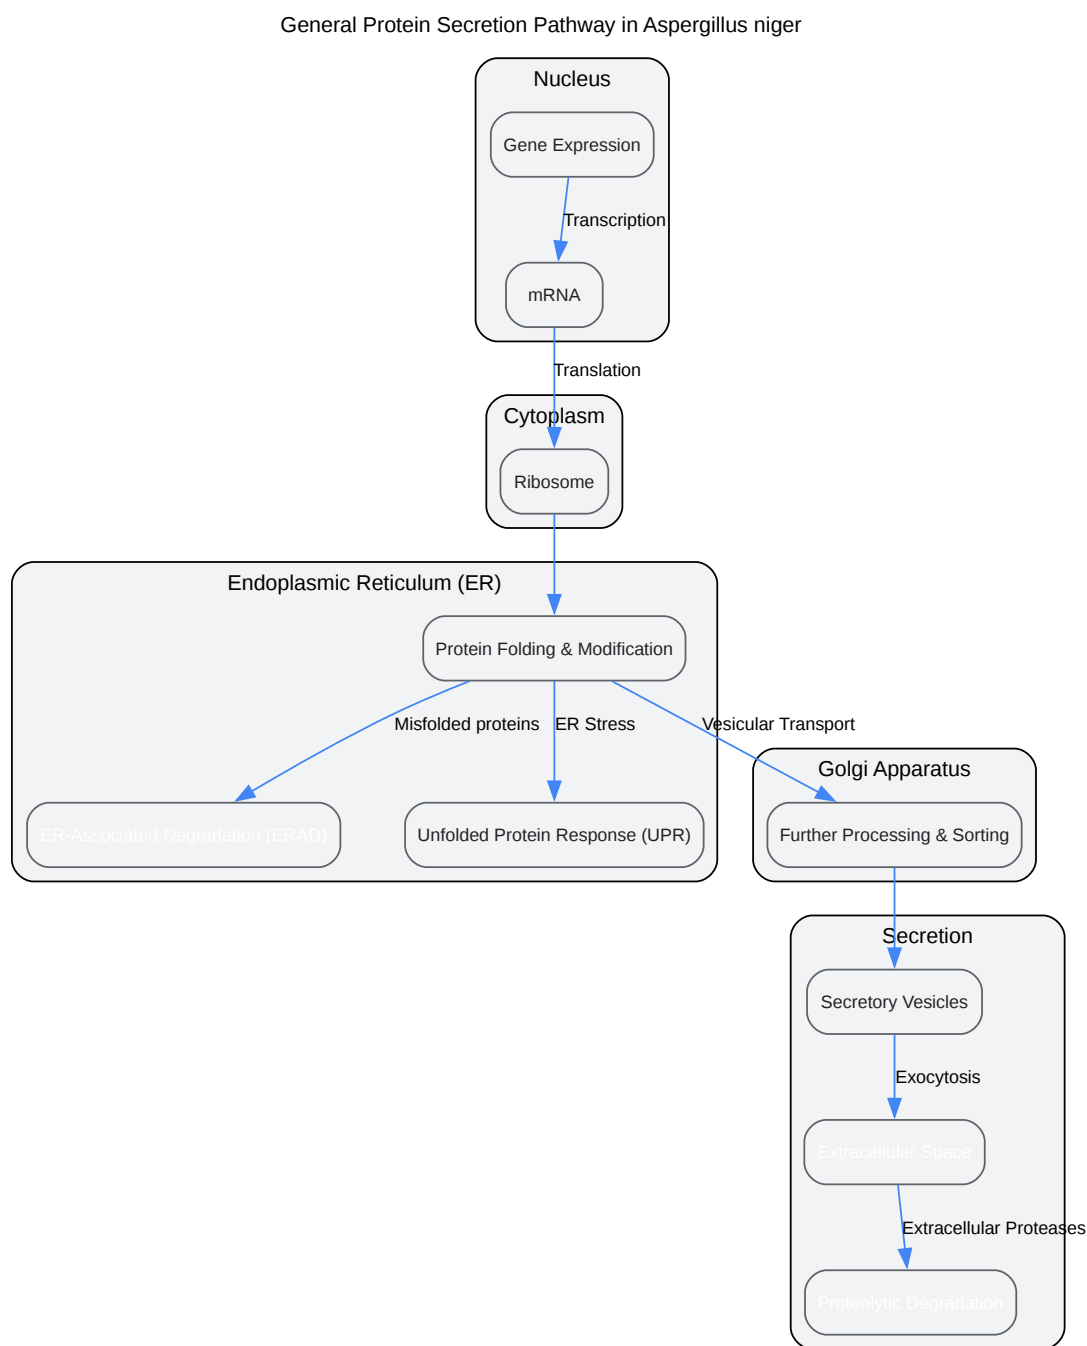 General Protein Secretion Pathway in Aspergillus niger
Nucleus
Gene Expression
Transcription
mRNA
Translation
Cytoplasm
Ribosome
Endoplasmic Reticulum (ER)
Protein Folding & Modification
Misfolded proteins
ER Stress
Vesicular Transport
Golgi Apparatus
ER-Associated Degradation (ERAD)
Unfolded Protein Response (UPR)
Further Processing & Sorting
Secretion
Secretory Vesicles
Exocytosis
Extracellular Space
Extracellular Proteases
Proteolytic Degradation